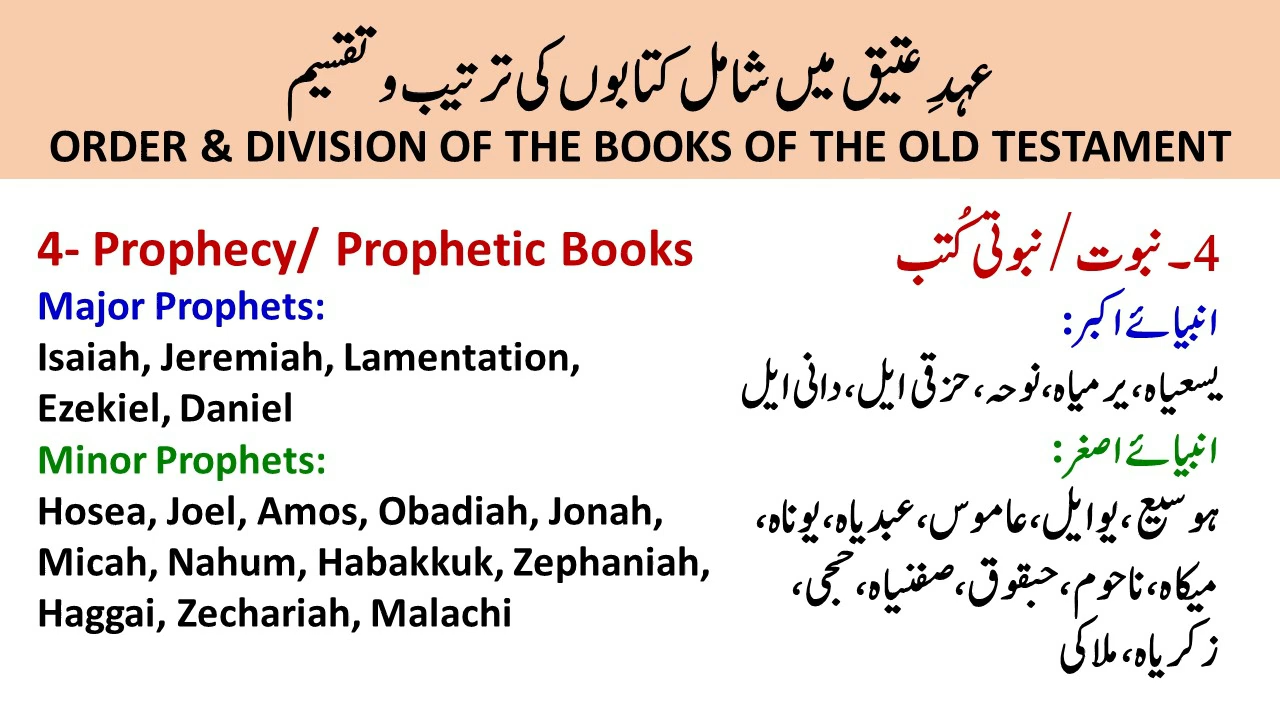 عہدِ عتیق میں شامل کتابوں کی ترتیب و تقسیم
ORDER & DIVISION OF THE BOOKS OF THE OLD TESTAMENT
4- Prophecy/ Prophetic Books
Major Prophets:
Isaiah, Jeremiah, Lamentation,
Ezekiel, Daniel
Minor Prophets:
Hosea, Joel, Amos, Obadiah, Jonah,
Micah, Nahum, Habakkuk, Zephaniah,
Haggai, Zechariah, Malachi
4۔ نبوت / نبوتی کُتب
انبیائے اکبر:
یسعیاہ، یرمیاہ، نوحہ، حزقی ایل، دانی ایل
انبیائے اصغر:
ہوسیع، یوایل، عاموس، عبدیاہ، یوناہ،
میکاہ، ناحوم، حبقوق، صفنیاہ، حجی،
زکریاہ، ملاکی